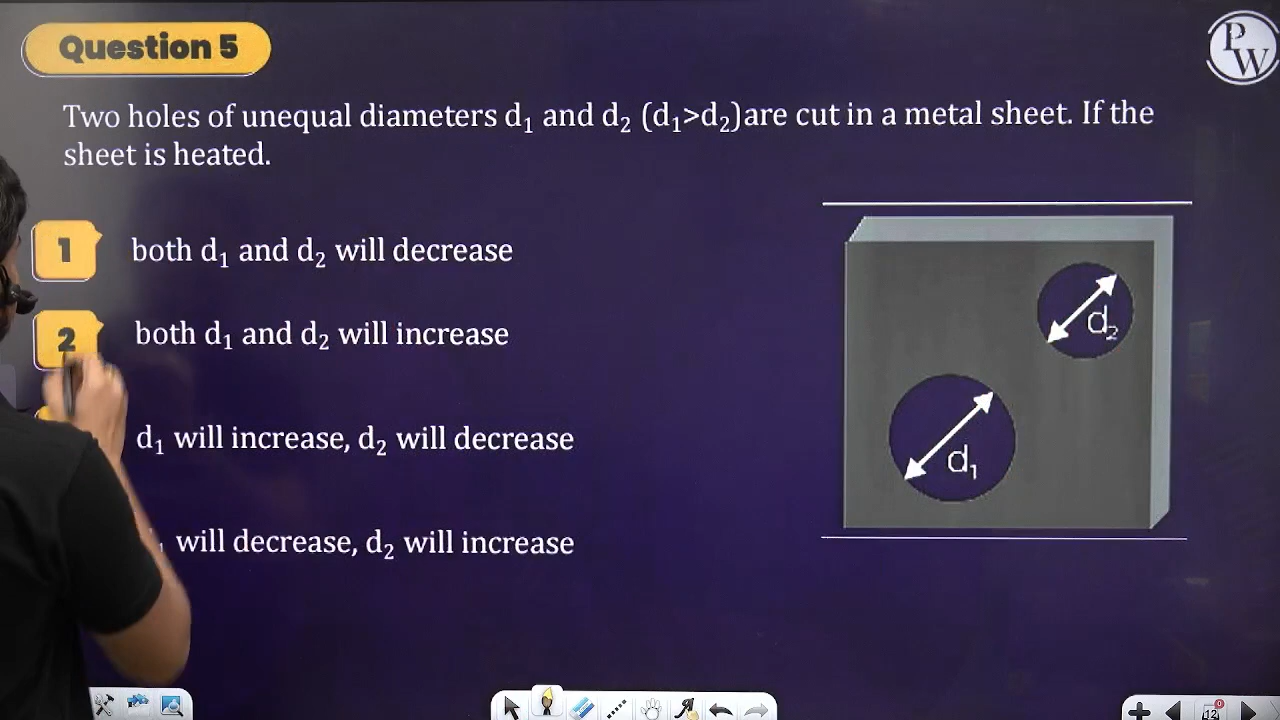 Question 5
P
W
Two holes of unequal diameters d₁ and d₂ (d₁>d₂)are cut in a metal sheet. If the
sheet is heated.
1 both d₁ and d₂ will decrease
2 both d₁ and d₂ will increase
d₁ will increase, d₂ will decrease
will decrease, d₂ will increase
d₂
d₁
12